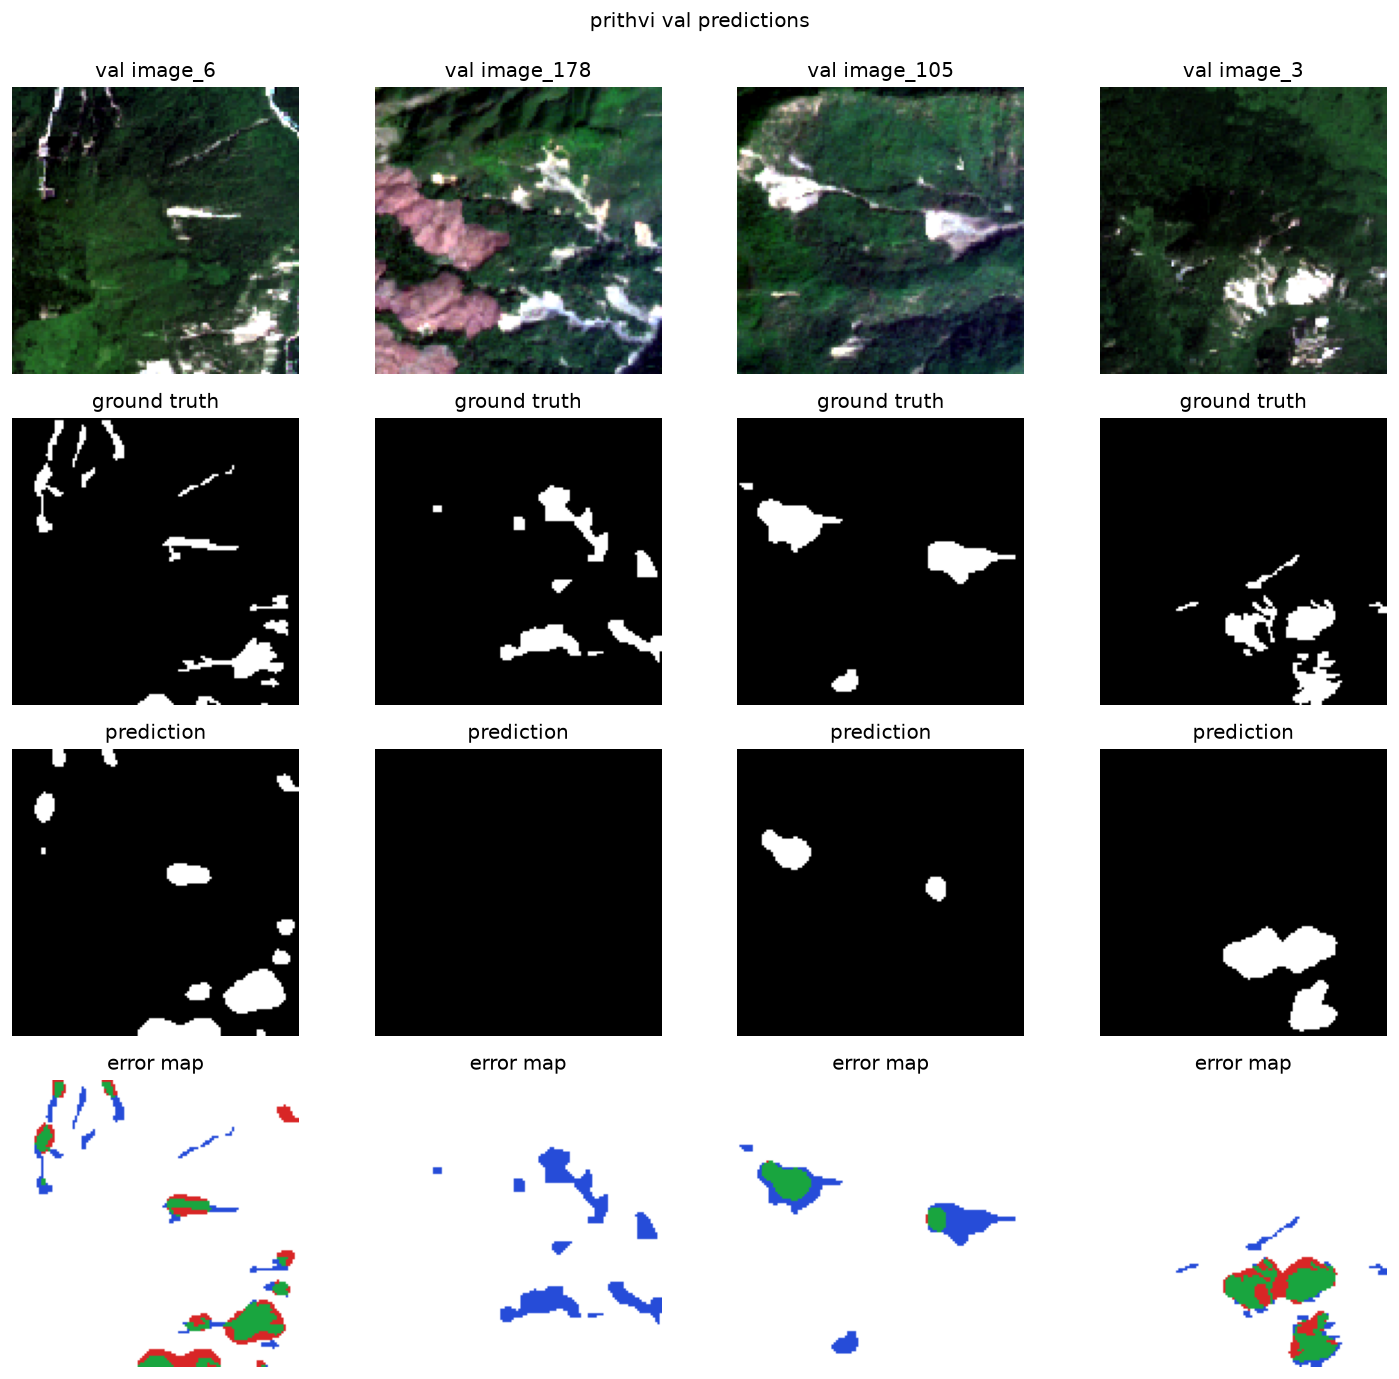 prithvi val predictions
val image_6
val image_178
val image_105
val image_3
ground truth
ground truth
ground truth
ground truth
prediction
prediction
prediction
prediction
error map
error map
error map
error map